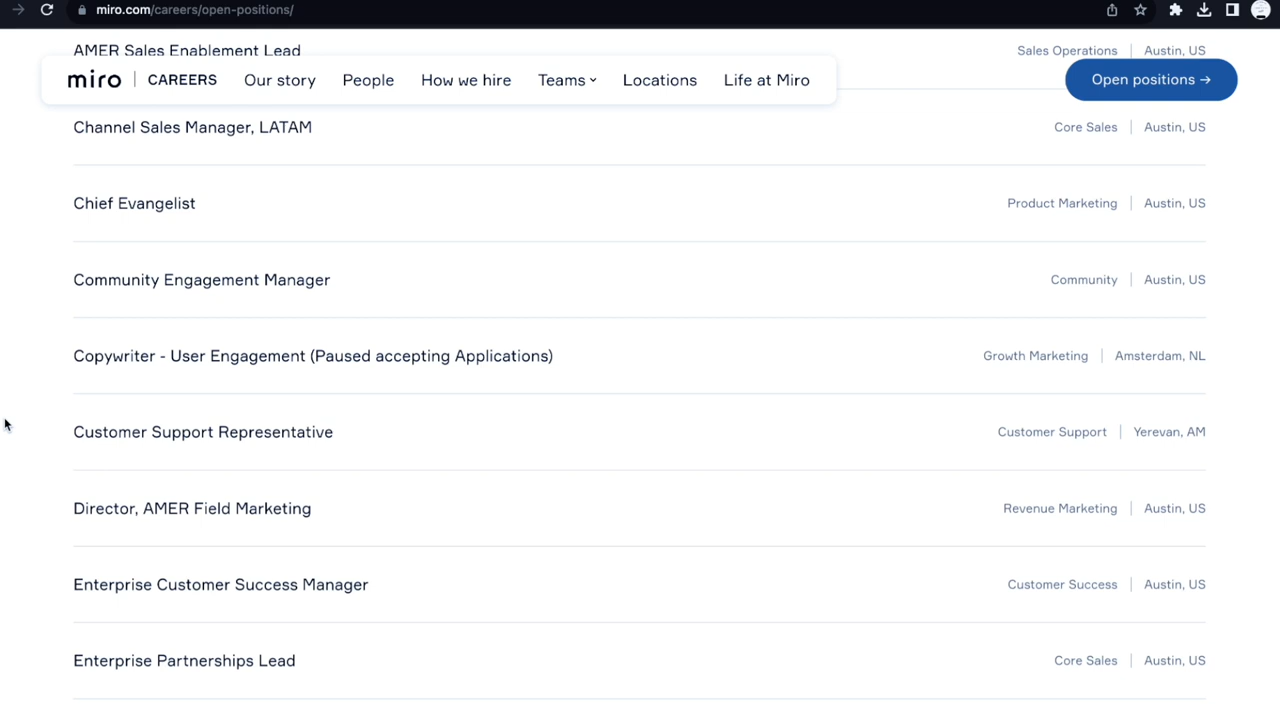 miro.com/careers/open-positions/
AMER Sales Enablement Lead Sales Operations | Austin, US
miro | CAREERS Our story People How we hire Teams Locations Life at Miro Open positions →
Channel Sales Manager, LATAM Core Sales | Austin, US
Chief Evangelist Product Marketing | Austin, US
Community Engagement Manager Community | Austin, US
Copywriter - User Engagement (Paused accepting Applications) Growth Marketing | Amsterdam, NL
Customer Support Representative Customer Support | Yerevan, AM
Director, AMER Field Marketing Revenue Marketing | Austin, US
Enterprise Customer Success Manager Customer Success | Austin, US
Enterprise Partnerships Lead Core Sales | Austin, US